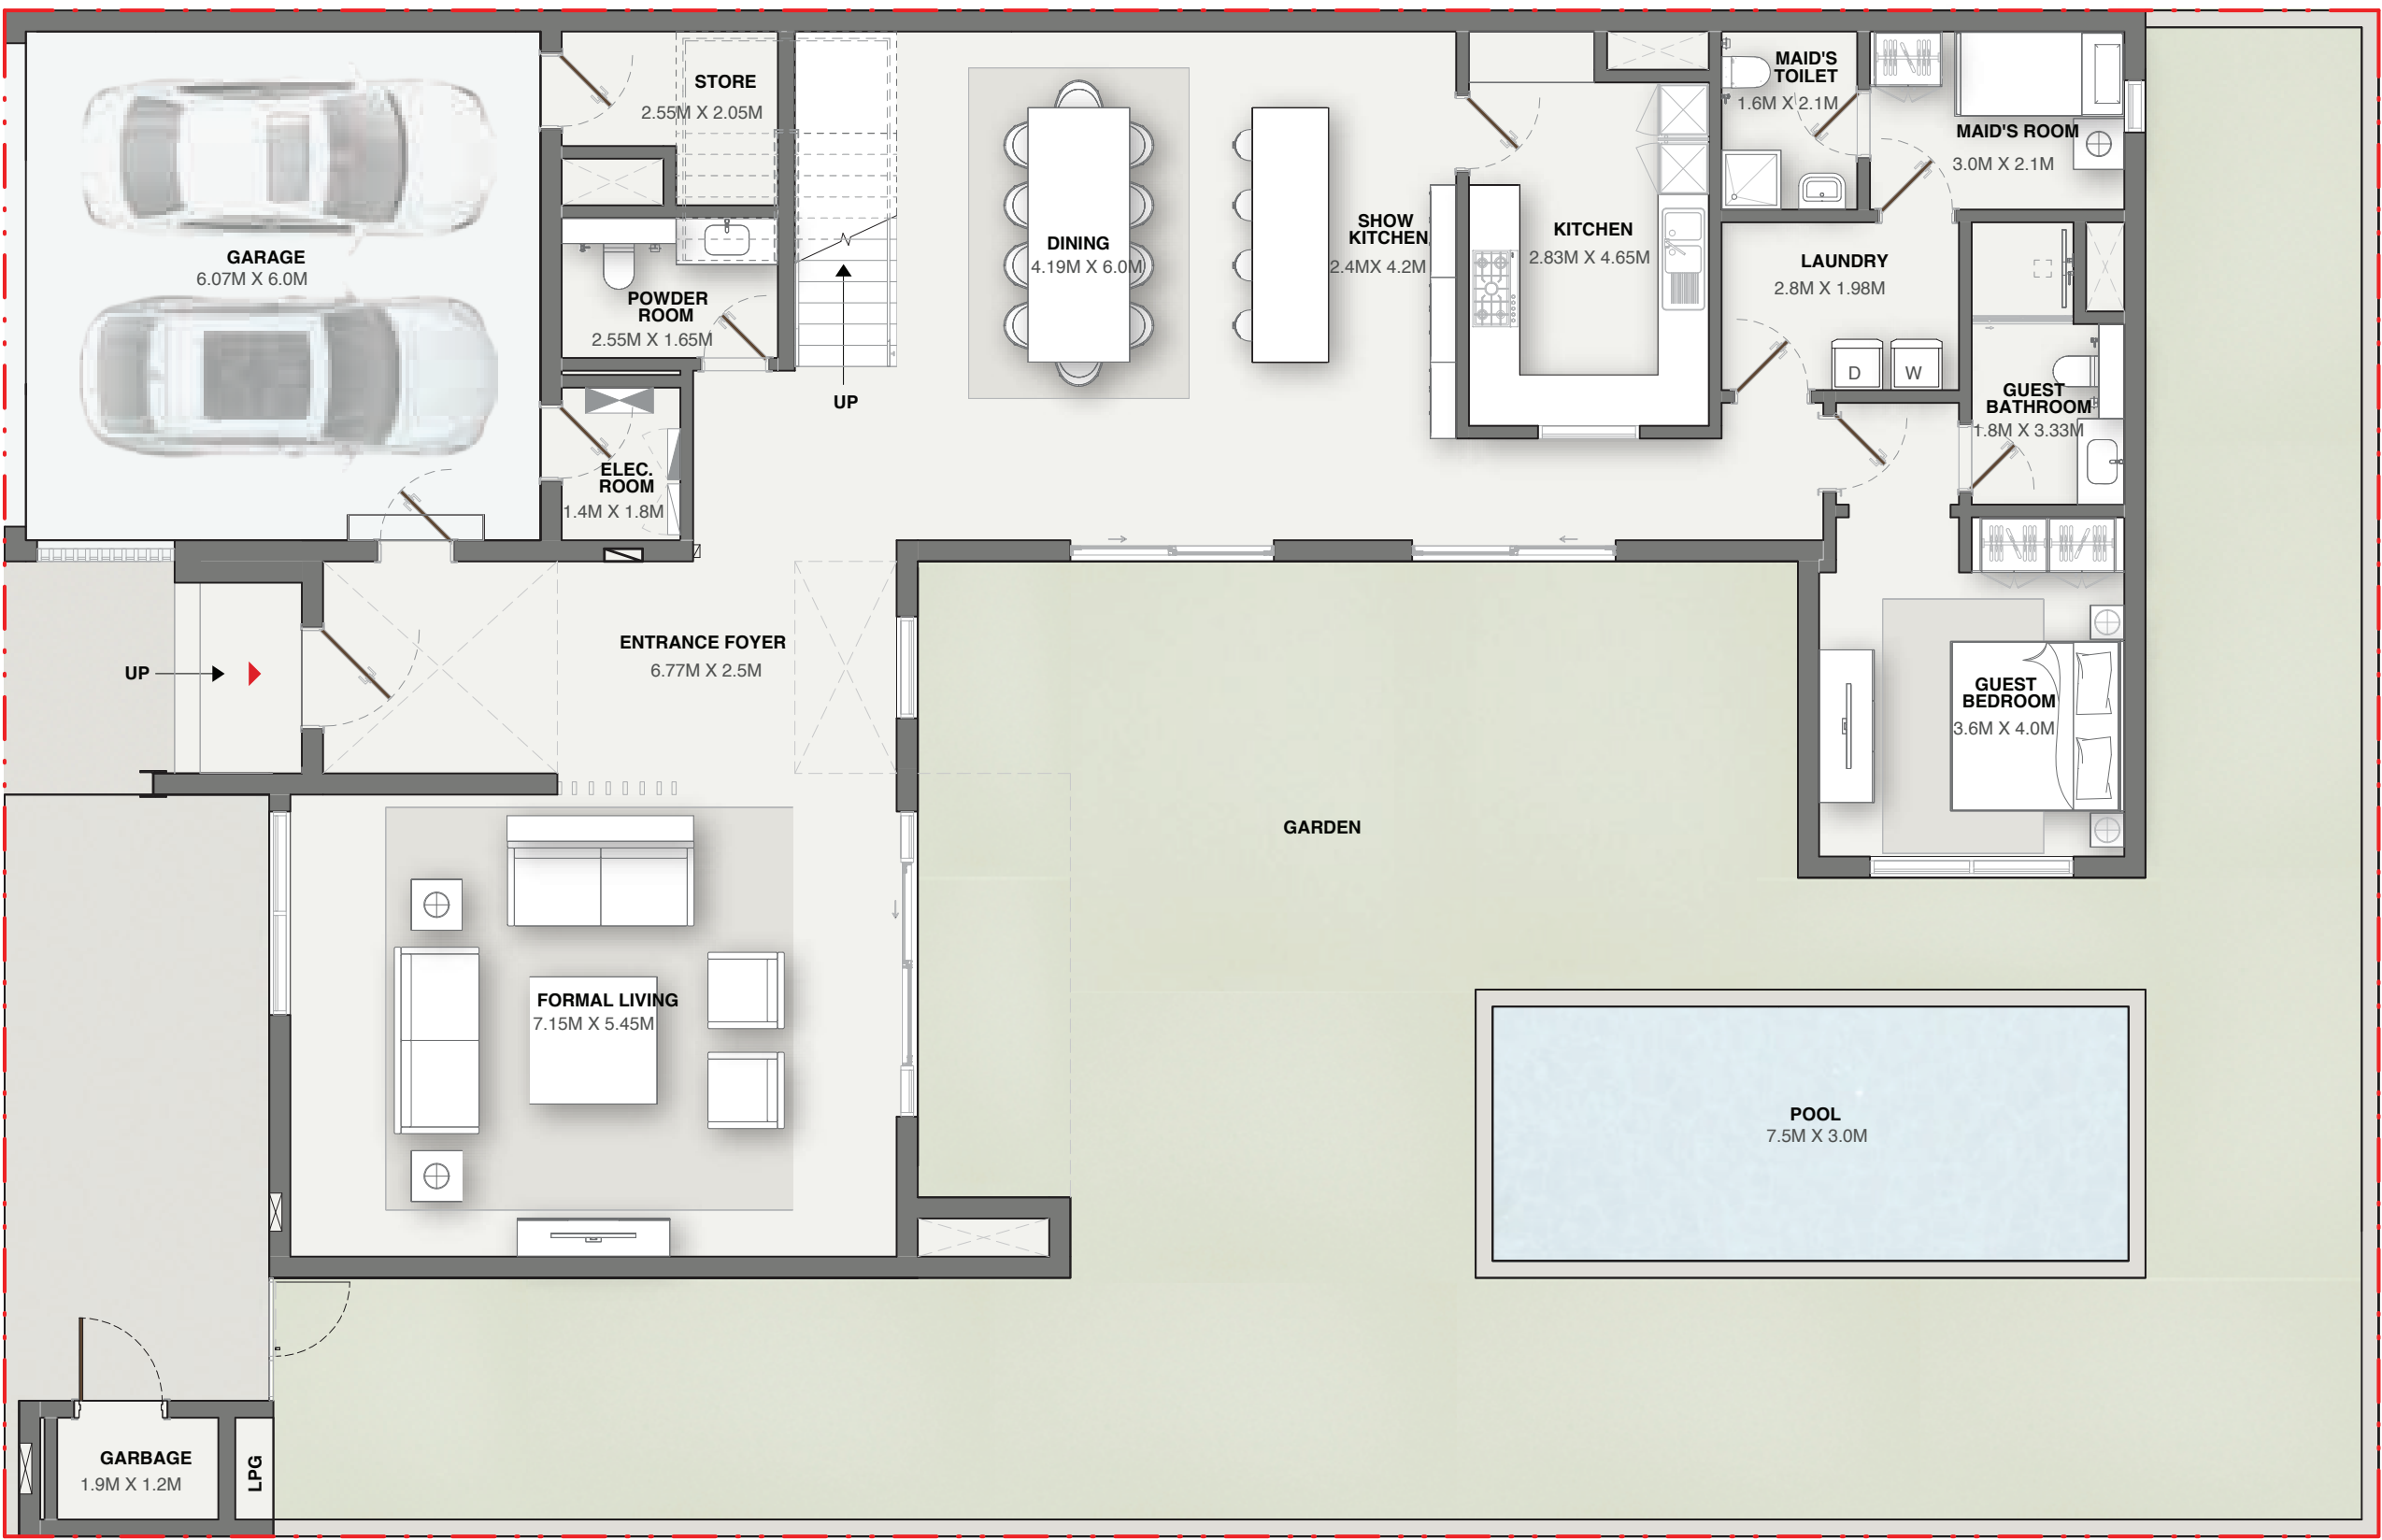 STORE
2.55M X 2.05M
MAID'S
TOILET
1.6M X 2.1M
MAID'S ROOM
3.0M X 2.1M
GARAGE
6.07M X 6.0M
DINING
4.19M X 6.0M
SHOW
KITCHEN
2.4MX 4.2M
KITCHEN
2.83M X 4.65M
LAUNDRY
2.8M X 1.98M
POWDER
ROOM
2.55M X 1.65M
UP
D
W
GUEST
BATHROOM
1.8M X 3.33M
ELEC.
ROOM
1.4M X 1.8M
ENTRANCE FOYER
6.77M X 2.5M
UP
GUEST
BEDROOM
3.6M X 4.0M
GARDEN
FORMAL LIVING
7.15M X 5.45M
POOL
7.5M X 3.0M
GARBAGE
1.9M X 1.2M
LPG